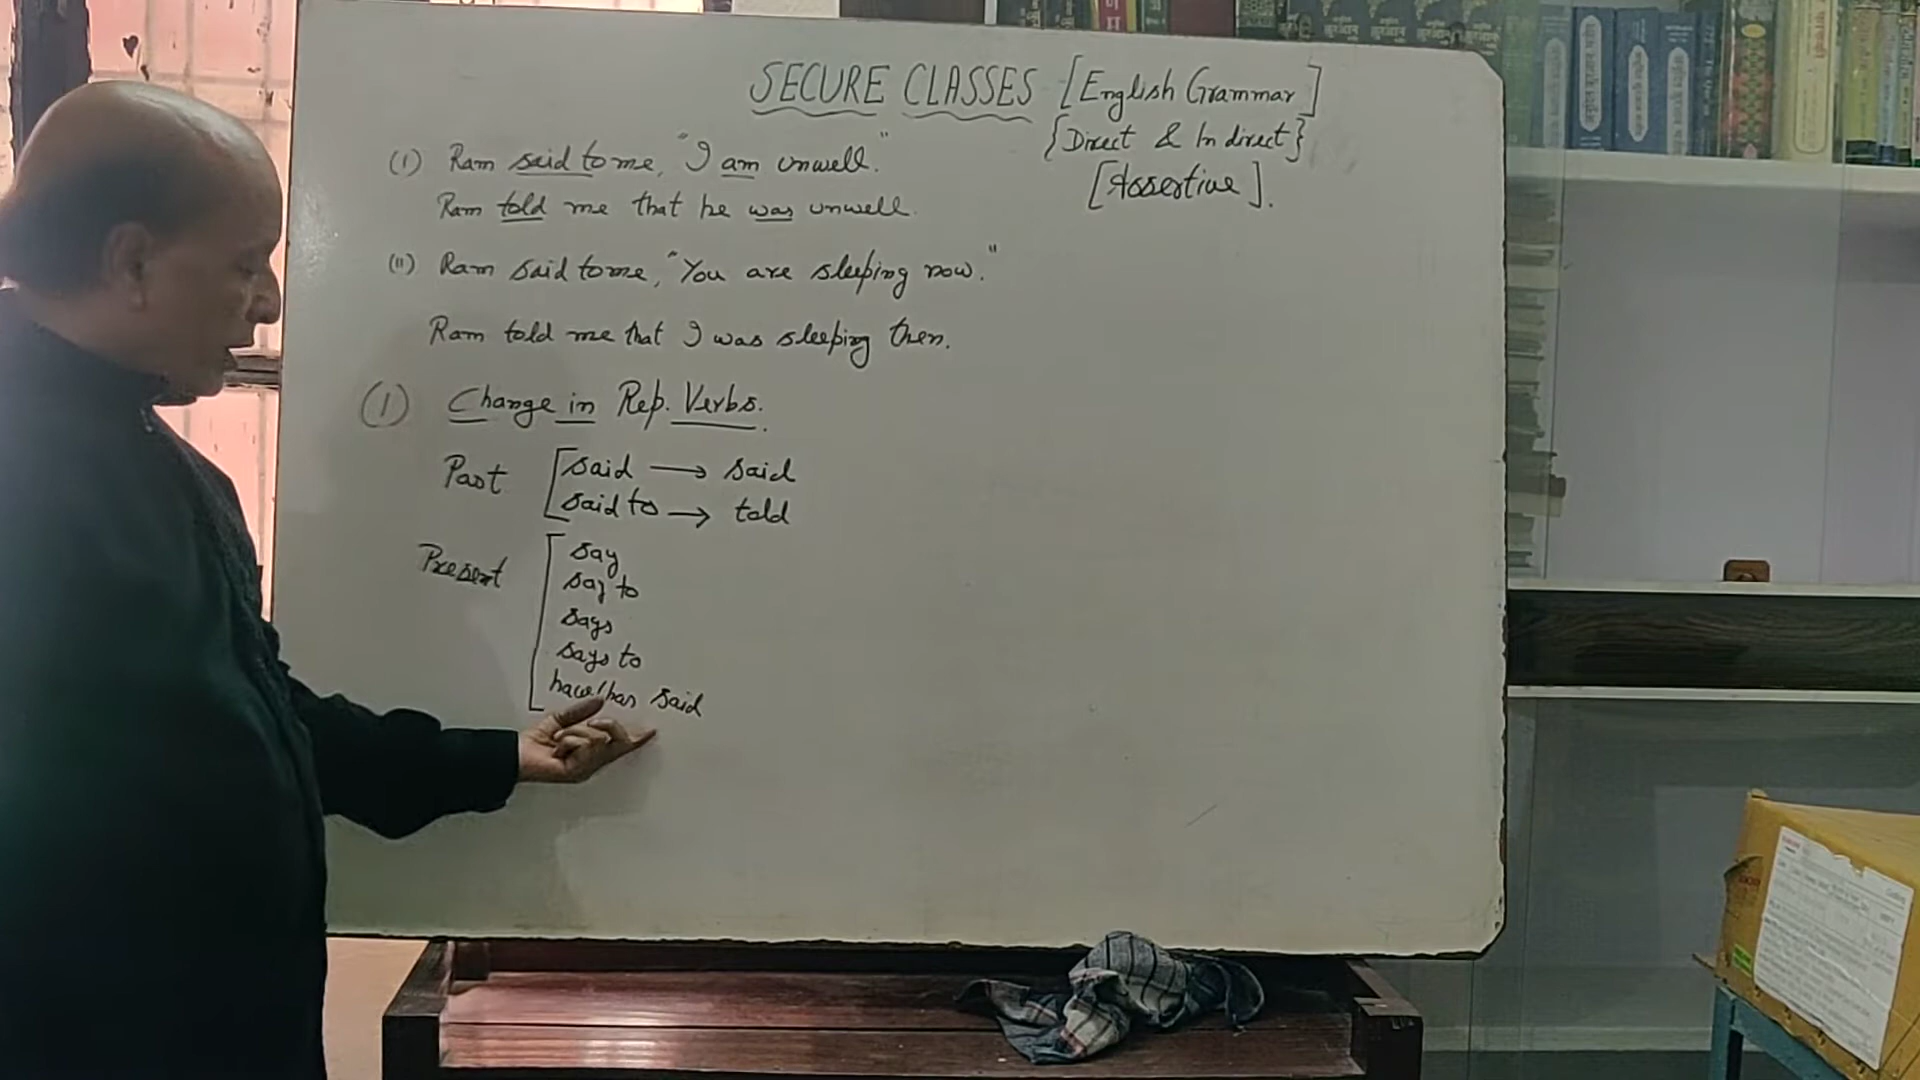 SECURE CLASSES [English Grammar]
{Direct & Indirect}
[Assertive].
(I) Ram said to me, "I am unwell."
Ram told me that he was unwell.
(II) Ram said to me, "You are sleeping now."
Ram told me that I was sleeping then.
(1) Change in Rep. Verbs.
Past [said → said
said to → told
Present [say
say to
says
says to
have/has said